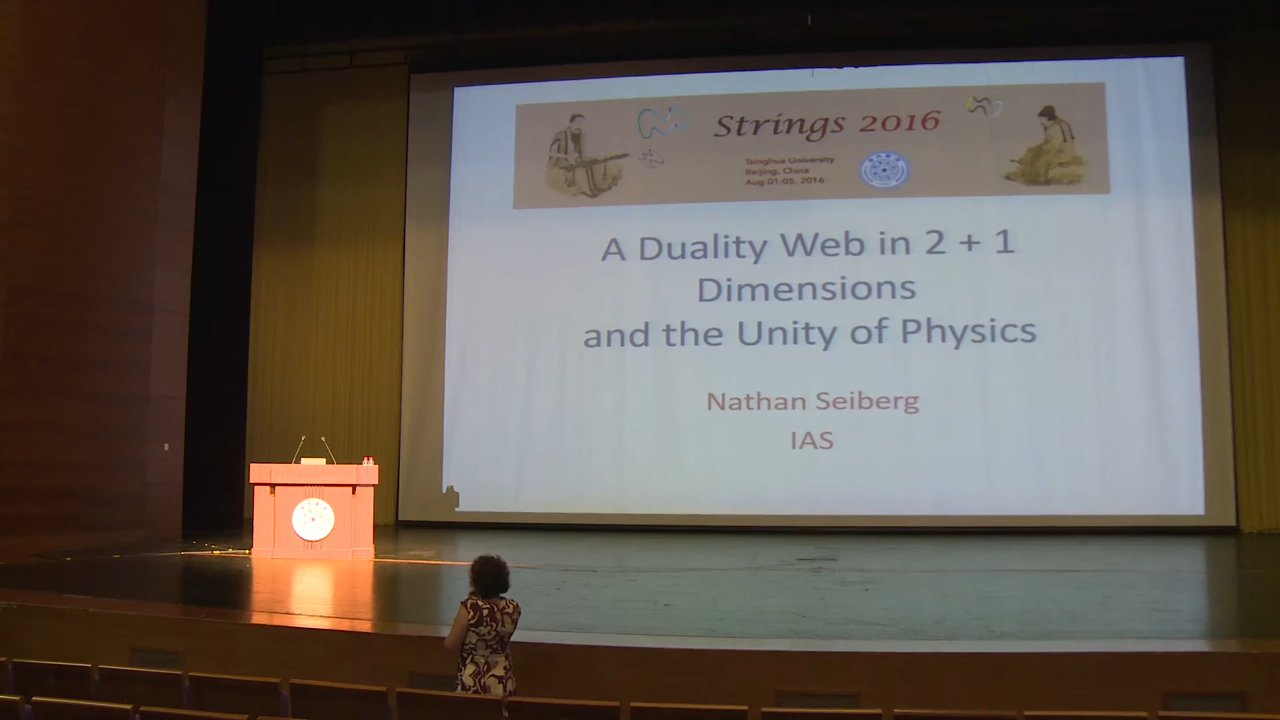 Strings 2016
Tsinghua University
Beijing, China
Aug 01-05, 2016
A Duality Web in 2 + 1
Dimensions
and the Unity of Physics
Nathan Seiberg
IAS